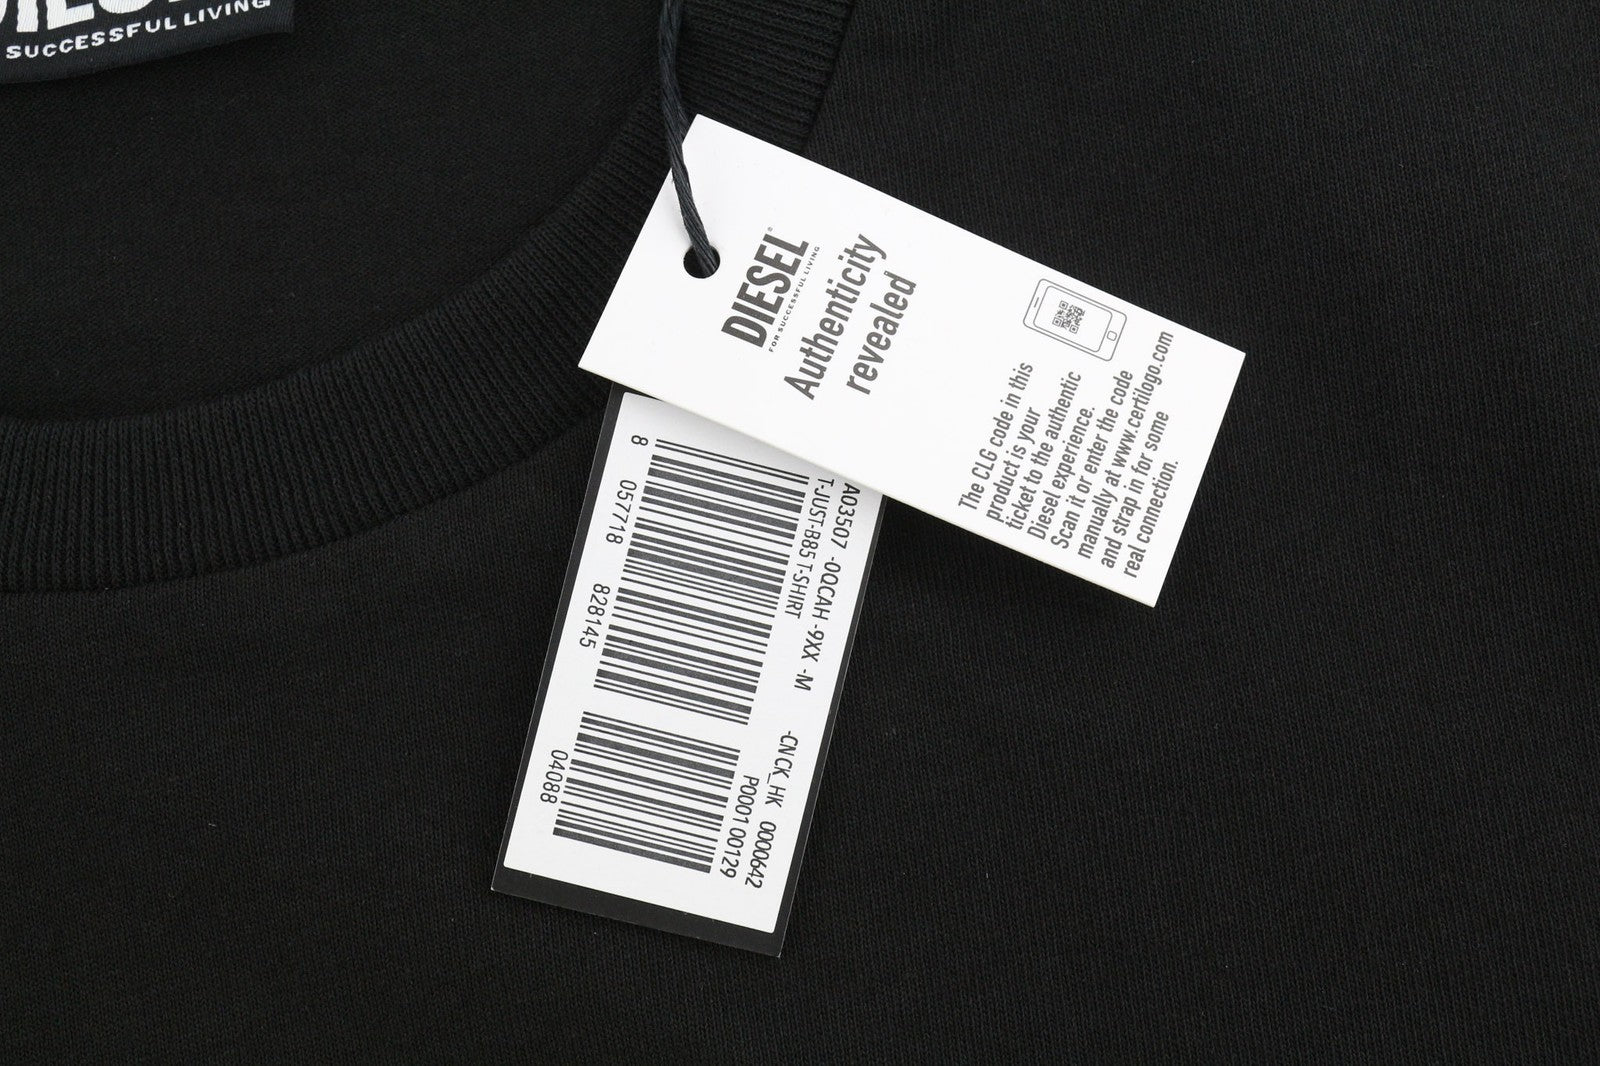 SUCCESSFUL LIVING
DIESEL®
FOR SUCCESSFUL LIVING
Authenticity
revealed
The CLG code in this
product is your
ticket to the authentic
Diesel experience.
Scan it or enter the code
manually at www.certilogo.com
and strap in for some
real connection.
A03507 -0QCAH -9XX -M
T-JUST-B85 T-SHIRT
8 057718 828145
-CNCK_HK 0000642
P0001 00129
04088